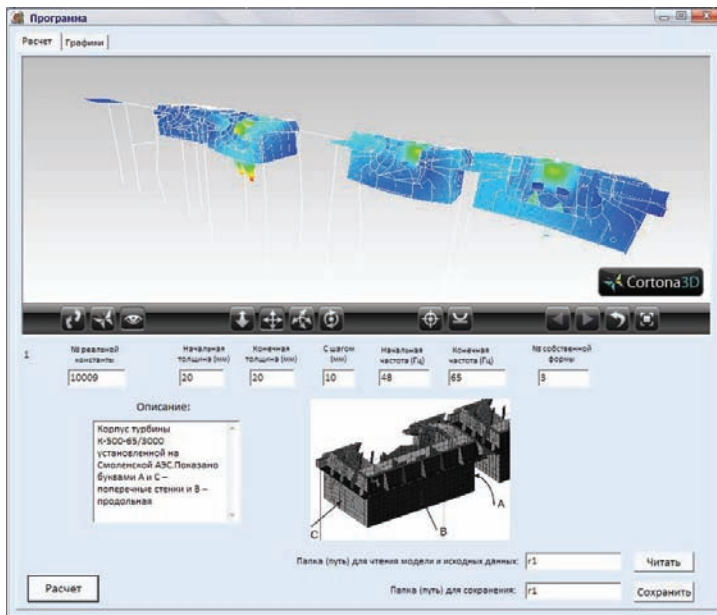 Программа
Расчет Графики
Cortona3D
1
№ реальной константы
Начальная толщина (мм)
Конечная толщина (мм)
С шагом (мм)
Начальная частота (Гц)
Конечная частота (Гц)
№ собственной формы
10009 20 20 10 48 65 3
Описание:
Корпус турбины
К-500-65/3000
установленной на
Смоленской АЭС.Показано
буквами А и С –
поперечные стенки и В –
продольная
A
B
C
Папка (путь) для чтения модели и исходных данных: r1 Читать
Папка (путь) для сохранения: r1 Сохранить
Расчет